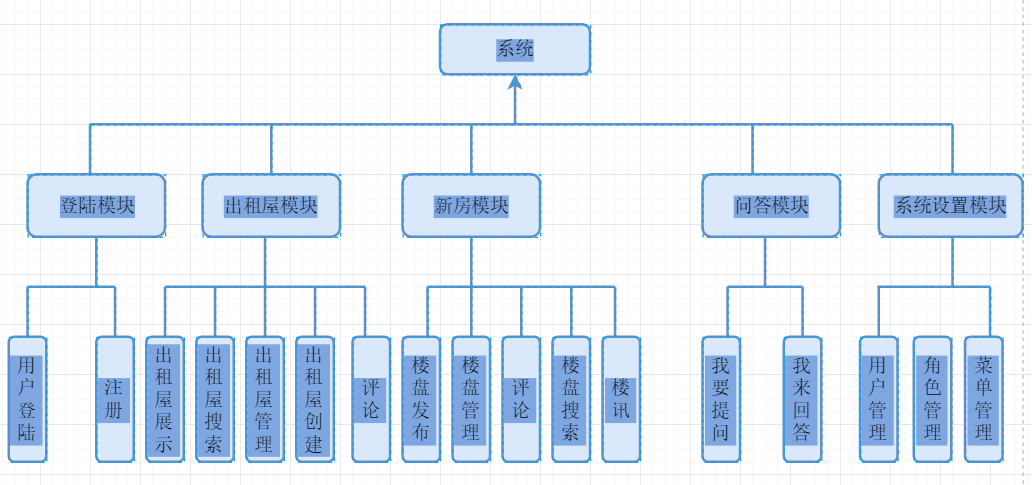 系统
登陆模块
出租屋模块
新房模块
问答模块
系统设置模块
用户登陆
注册
出租屋展示
出租屋搜索
出租屋管理
出租屋创建
评论
楼盘发布
楼盘管理
评论
楼盘搜索
楼讯
我要提问
我来回答
用户管理
角色管理
菜单管理